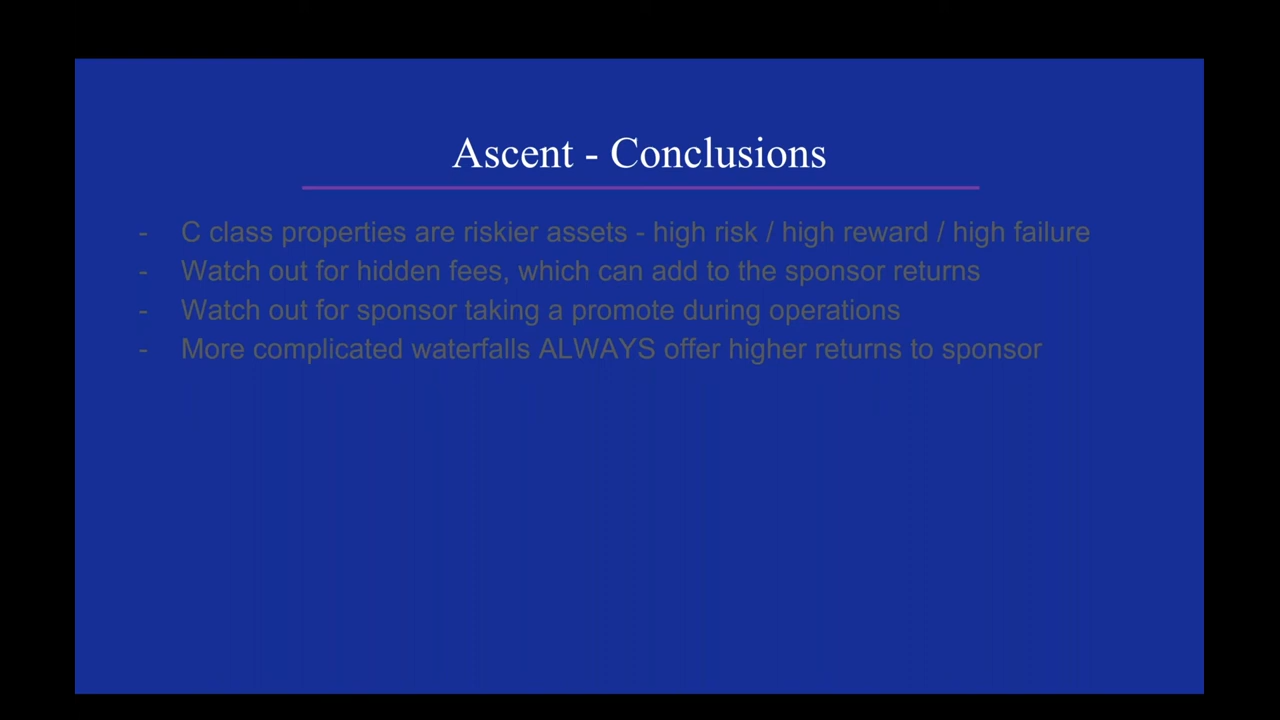 Ascent - Conclusions
- C class properties are riskier assets - high risk / high reward / high failure
- Watch out for hidden fees, which can add to the sponsor returns
- Watch out for sponsor taking a promote during operations
- More complicated waterfalls ALWAYS offer higher returns to sponsor